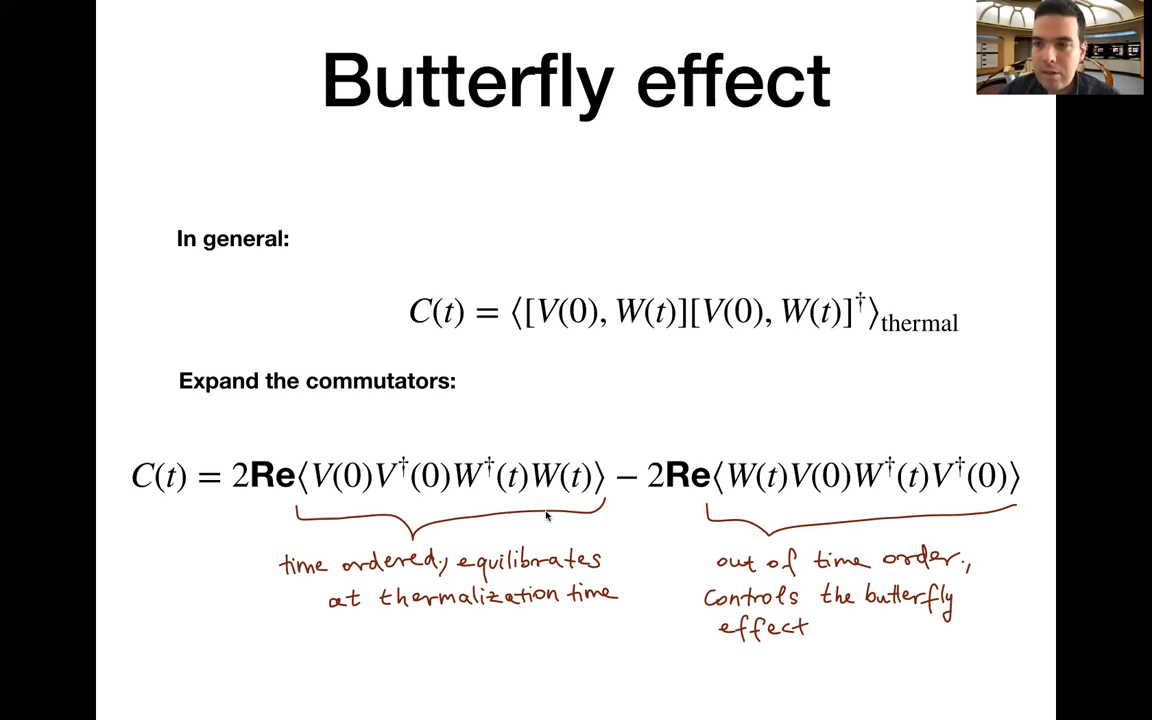 Butterfly effect
In general:
C(t) = ⟨[V(0), W(t)][V(0), W(t)]†⟩thermal
Expand the commutators:
C(t) = 2Re⟨V(0)V†(0)W†(t)W(t)⟩ − 2Re⟨W(t)V(0)W†(t)V†(0)⟩
time ordered, equilibrates
at thermalization time
out of time order,
controls the butterfly
effect